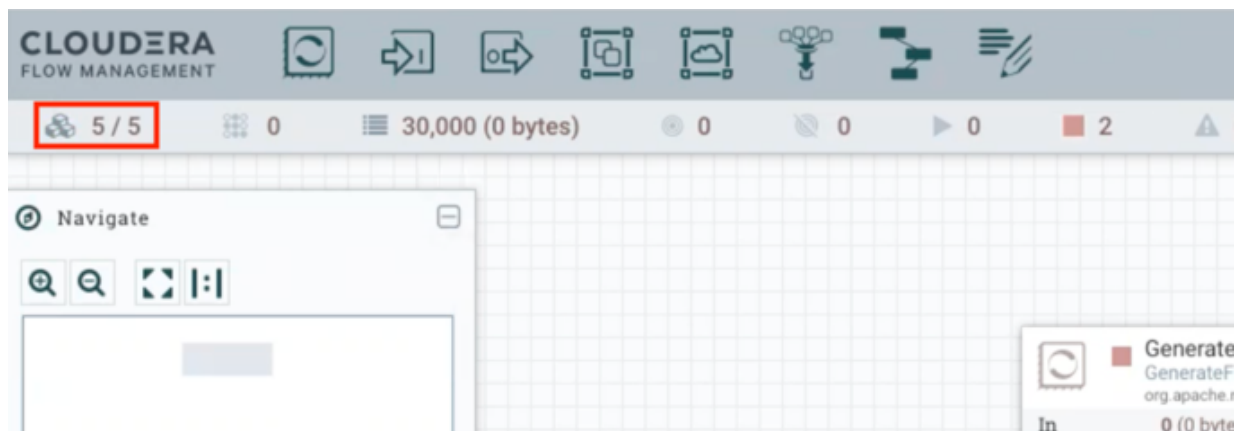 CLOUDERA
FLOW MANAGEMENT
5 / 5
0
30,000 (0 bytes)
0
0
0
2
Navigate
Generate
GenerateF
org.apache.
In
0 (0 byte